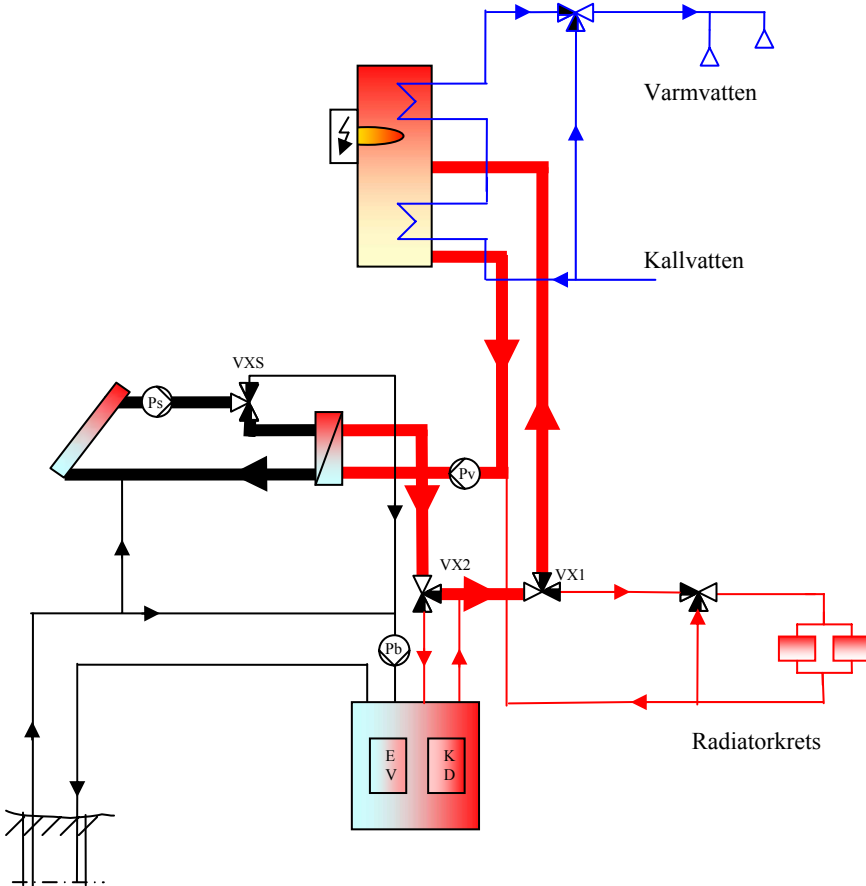 Varmvatten
Kallvatten
VXS
Ps
Pv
VX2
VX1
Pb
Radiatorkrets
E
V
K
D